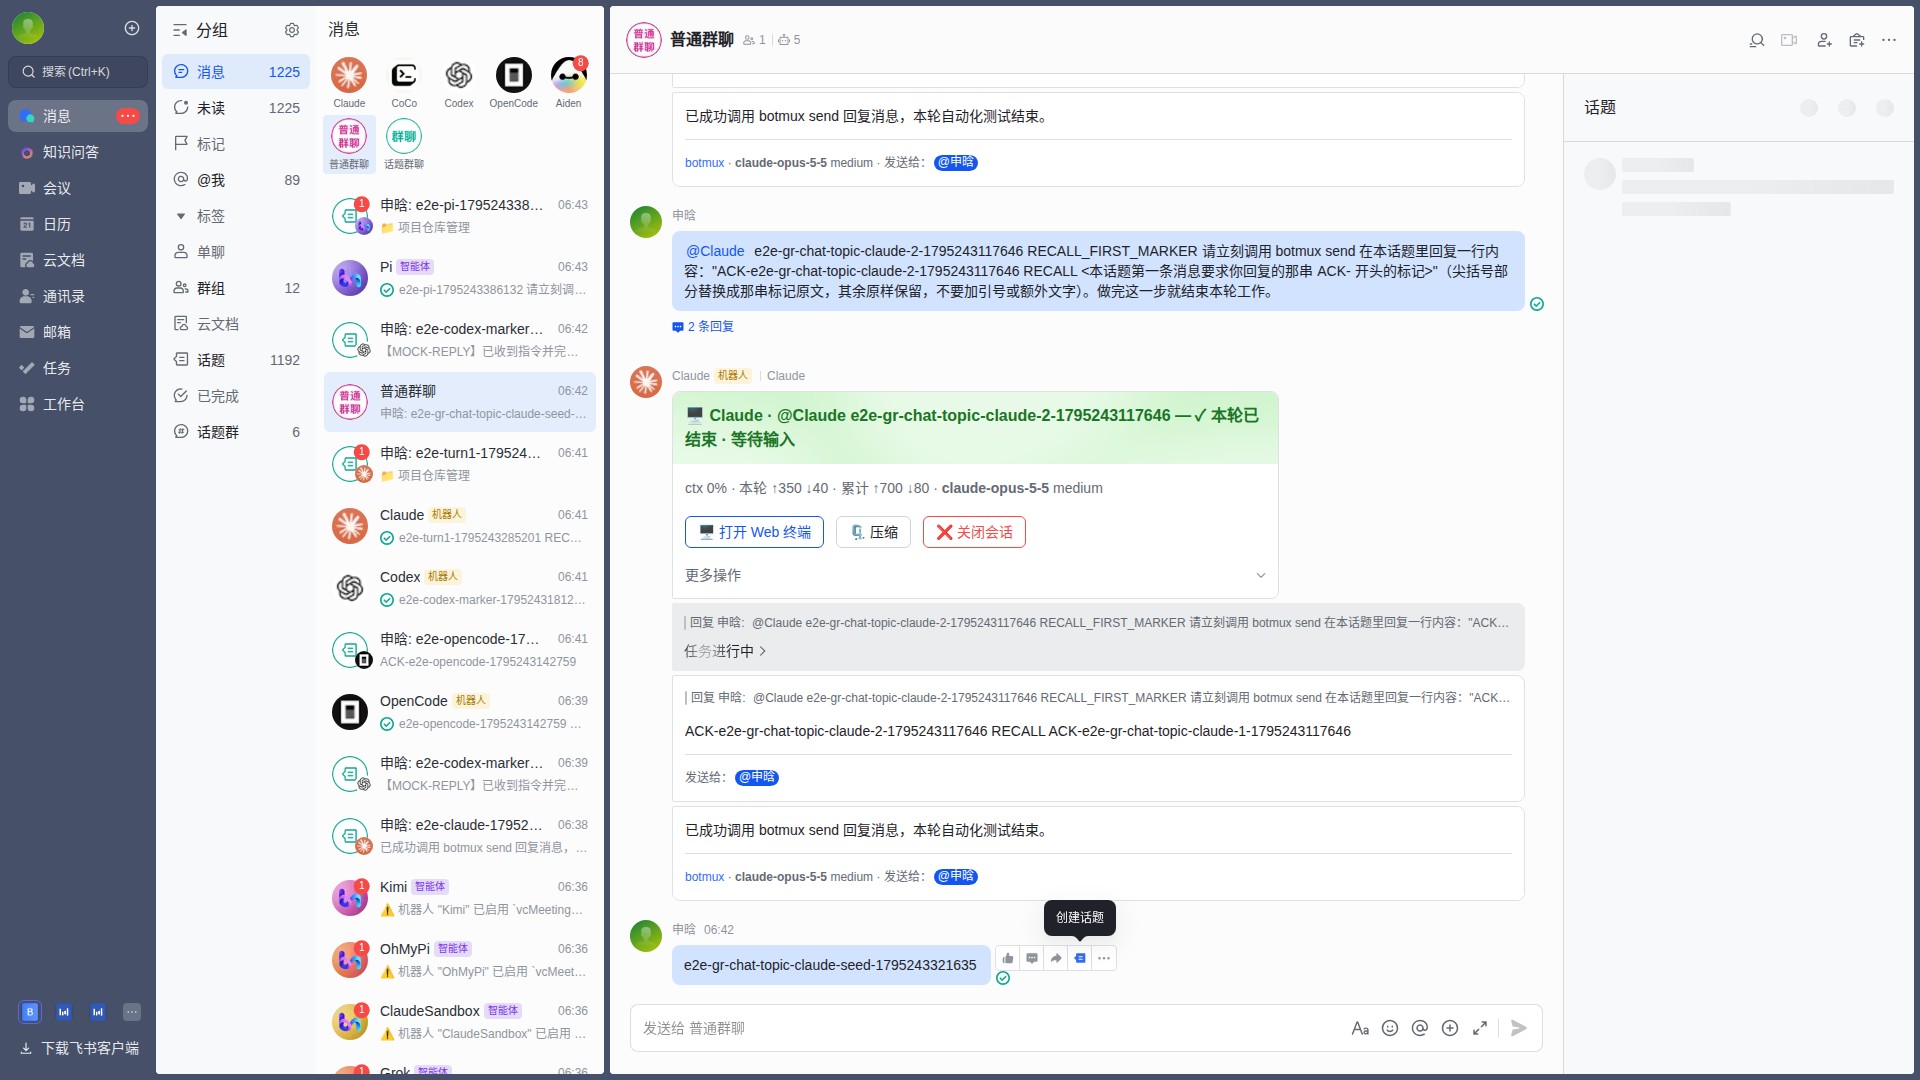 搜索 (Ctrl+K)
消息
知识问答
会议
日历
云文档
通讯录
邮箱
任务
工作台
B
下载飞书客户端
分组
消息 1225
未读 1225
标记
@我 89
标签
单聊
群组 12
云文档
话题 1192
已完成
话题群 6
消息
8
Claude
CoCo
Codex
OpenCode
Aiden
普通
群聊
普通群聊
群聊
话题群聊
1
申晗: e2e-pi-179524338... 06:43
📁 项目仓库管理
Pi 智能体 06:43
e2e-pi-1795243386132 请立刻调...
申晗: e2e-codex-marker... 06:42
【MOCK-REPLY】已收到指令并完...
普通
群聊
普通群聊 06:42
申晗: e2e-gr-chat-topic-claude-seed-...
1
申晗: e2e-turn1-179524... 06:41
📁 项目仓库管理
Claude 机器人 06:41
e2e-turn1-1795243285201 REC...
Codex 机器人 06:41
e2e-codex-marker-17952431812...
申晗: e2e-opencode-17... 06:41
ACK-e2e-opencode-1795243142759
OpenCode 机器人 06:39
e2e-opencode-1795243142759 ...
申晗: e2e-codex-marker... 06:39
【MOCK-REPLY】已收到指令并完...
申晗: e2e-claude-17952... 06:38
已成功调用 botmux send 回复消息，...
1
Kimi 智能体 06:36
⚠️ 机器人 "Kimi" 已启用 `vcMeeting...
1
OhMyPi 智能体 06:36
⚠️ 机器人 "OhMyPi" 已启用 `vcMeet...
1
ClaudeSandbox 智能体 06:36
⚠️ 机器人 "ClaudeSandbox" 已启用 ...
1
Grok 智能体 06:36
普通
群聊
普通群聊 1 5
已成功调用 botmux send 回复消息，本轮自动化测试结束。
botmux · claude-opus-5-5 medium · 发送给： @申晗
申晗
@Claude e2e-gr-chat-topic-claude-2-1795243117646 RECALL_FIRST_MARKER 请立刻调用 botmux send 在本话题里回复一行内
容："ACK-e2e-gr-chat-topic-claude-2-1795243117646 RECALL <本话题第一条消息要求你回复的那串 ACK- 开头的标记>"（尖括号部
分替换成那串标记原文，其余原样保留，不要加引号或额外文字）。做完这一步就结束本轮工作。
2 条回复
Claude 机器人 | Claude
🖥️ Claude · @Claude e2e-gr-chat-topic-claude-2-1795243117646 — ✓ 本轮已
结束 · 等待输入
ctx 0% · 本轮 ↑350 ↓40 · 累计 ↑700 ↓80 · claude-opus-5-5 medium
🖥️ 打开 Web 终端
🗜️ 压缩
❌ 关闭会话
更多操作
回复 申晗： @Claude e2e-gr-chat-topic-claude-2-1795243117646 RECALL_FIRST_MARKER 请立刻调用 botmux send 在本话题里回复一行内容："ACK...
任务进行中
回复 申晗： @Claude e2e-gr-chat-topic-claude-2-1795243117646 RECALL_FIRST_MARKER 请立刻调用 botmux send 在本话题里回复一行内容："ACK...
ACK-e2e-gr-chat-topic-claude-2-1795243117646 RECALL ACK-e2e-gr-chat-topic-claude-1-1795243117646
发送给： @申晗
已成功调用 botmux send 回复消息，本轮自动化测试结束。
botmux · claude-opus-5-5 medium · 发送给： @申晗
创建话题
申晗 06:42
e2e-gr-chat-topic-claude-seed-1795243321635
发送给 普通群聊
Aa
话题